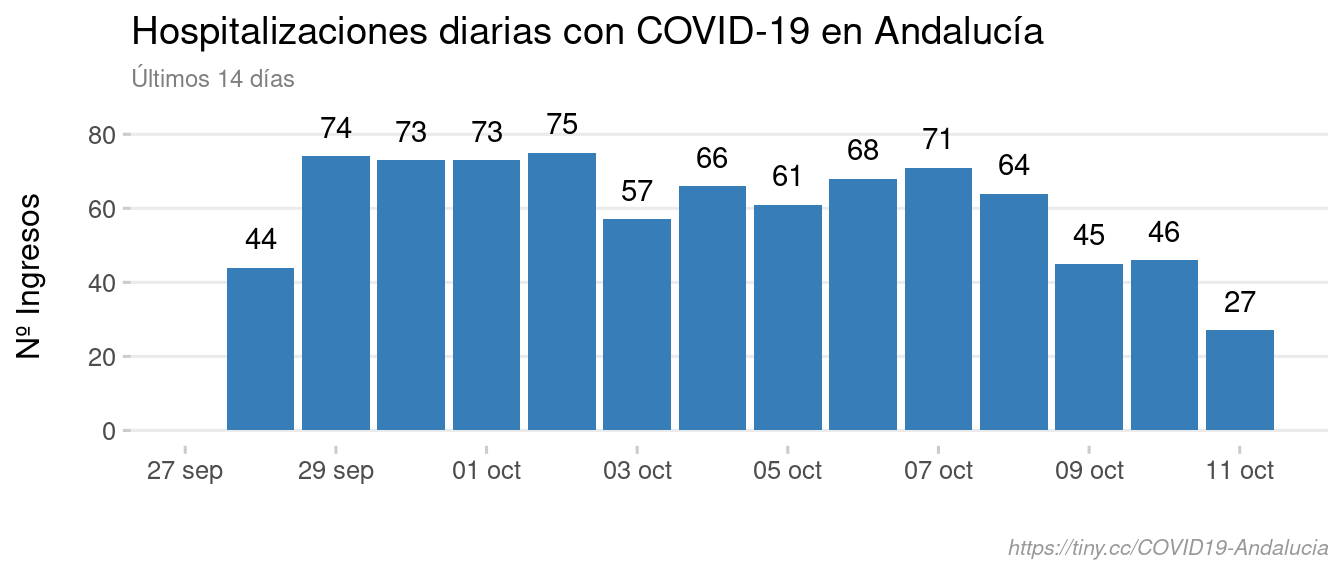 Hospitalizaciones diarias con COVID-19 en Andalucía
Últimos 14 días
Nº Ingresos
80
60
40
20
0
44
74
73
73
75
57
66
61
68
71
64
45
46
27
27 sep
29 sep
01 oct
03 oct
05 oct
07 oct
09 oct
11 oct
https://tiny.cc/COVID19-Andalucia